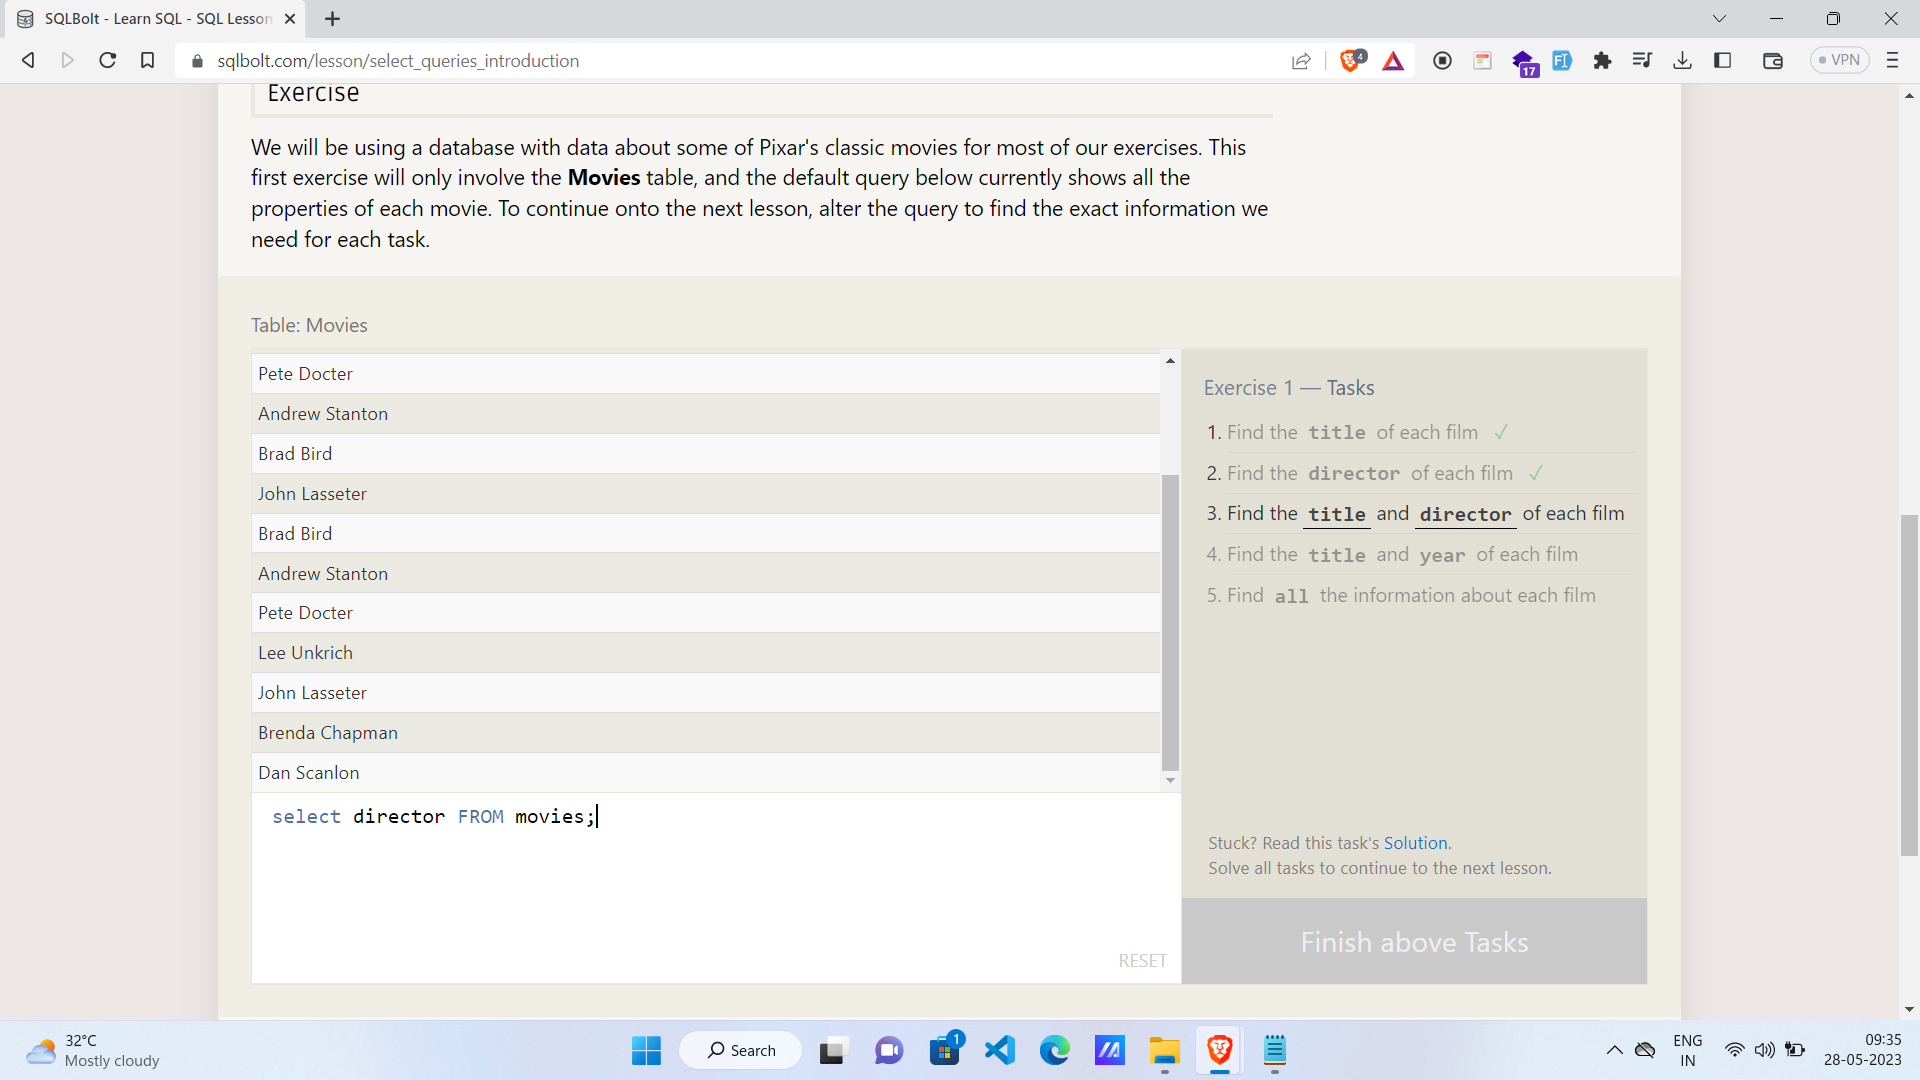 SQLBolt - Learn SQL - SQL Lesson
sqlbolt.com/lesson/select_queries_introduction
4
17
VPN
Exercise
We will be using a database with data about some of Pixar's classic movies for most of our exercises. This
first exercise will only involve the Movies table, and the default query below currently shows all the
properties of each movie. To continue onto the next lesson, alter the query to find the exact information we
need for each task.
Table: Movies
Pete Docter
Andrew Stanton
Brad Bird
John Lasseter
Brad Bird
Andrew Stanton
Pete Docter
Lee Unkrich
John Lasseter
Brenda Chapman
Dan Scanlon
select director FROM movies;
RESET
Exercise 1 — Tasks
1. Find the title of each film ✓
2. Find the director of each film ✓
3. Find the title and director of each film
4. Find the title and year of each film
5. Find all the information about each film
Stuck? Read this task's Solution.
Solve all tasks to continue to the next lesson.
Finish above Tasks
32°C
Mostly cloudy
Search
1
ENG
IN
09:35
28-05-2023